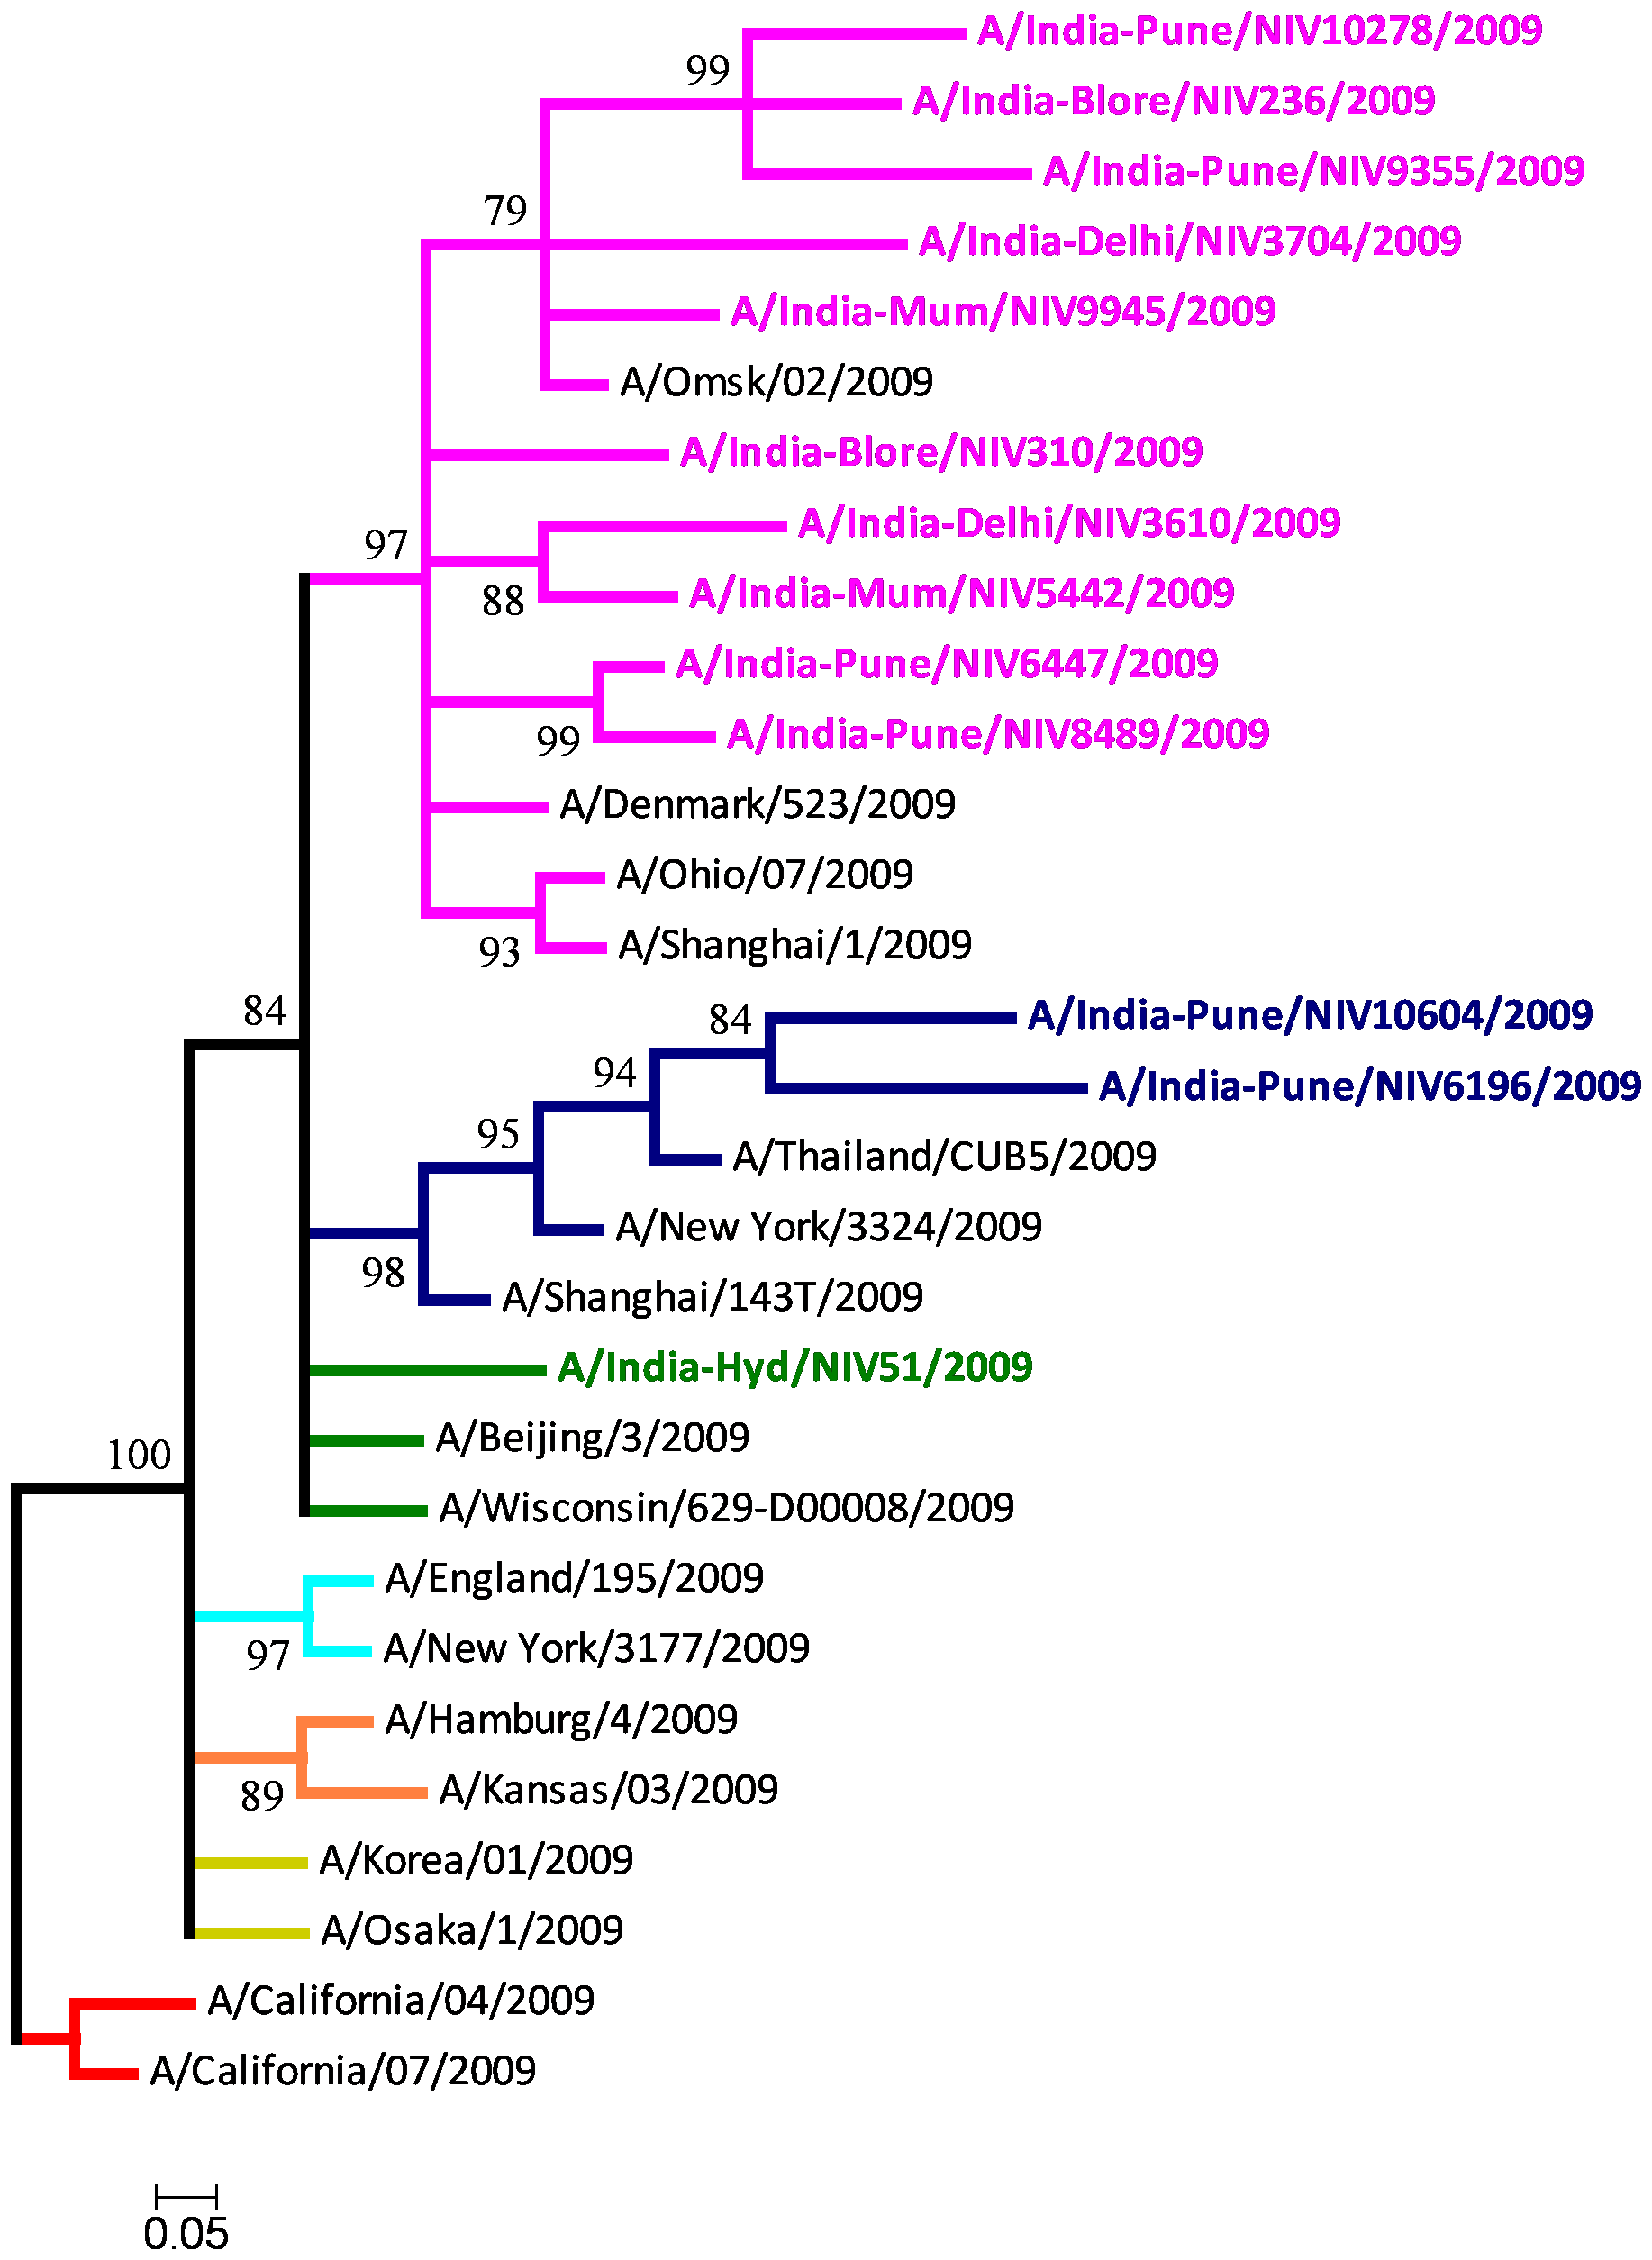 A/India-Pune/NIV10278/2009
99
A/India-Blore/NIV236/2009
A/India-Pune/NIV9355/2009
79
A/India-Delhi/NIV3704/2009
A/India-Mum/NIV9945/2009
A/Omsk/02/2009
A/India-Blore/NIV310/2009
A/India-Delhi/NIV3610/2009
97
88
A/India-Mum/NIV5442/2009
A/India-Pune/NIV6447/2009
99
A/India-Pune/NIV8489/2009
A/Denmark/523/2009
A/Ohio/07/2009
93
A/Shanghai/1/2009
84
84
A/India-Pune/NIV10604/2009
94
A/India-Pune/NIV6196/2009
95
A/Thailand/CUB5/2009
A/New York/3324/2009
98
A/Shanghai/143T/2009
A/India-Hyd/NIV51/2009
A/Beijing/3/2009
100
A/Wisconsin/629-D00008/2009
A/England/195/2009
97
A/New York/3177/2009
A/Hamburg/4/2009
89
A/Kansas/03/2009
A/Korea/01/2009
A/Osaka/1/2009
A/California/04/2009
A/California/07/2009
0.05